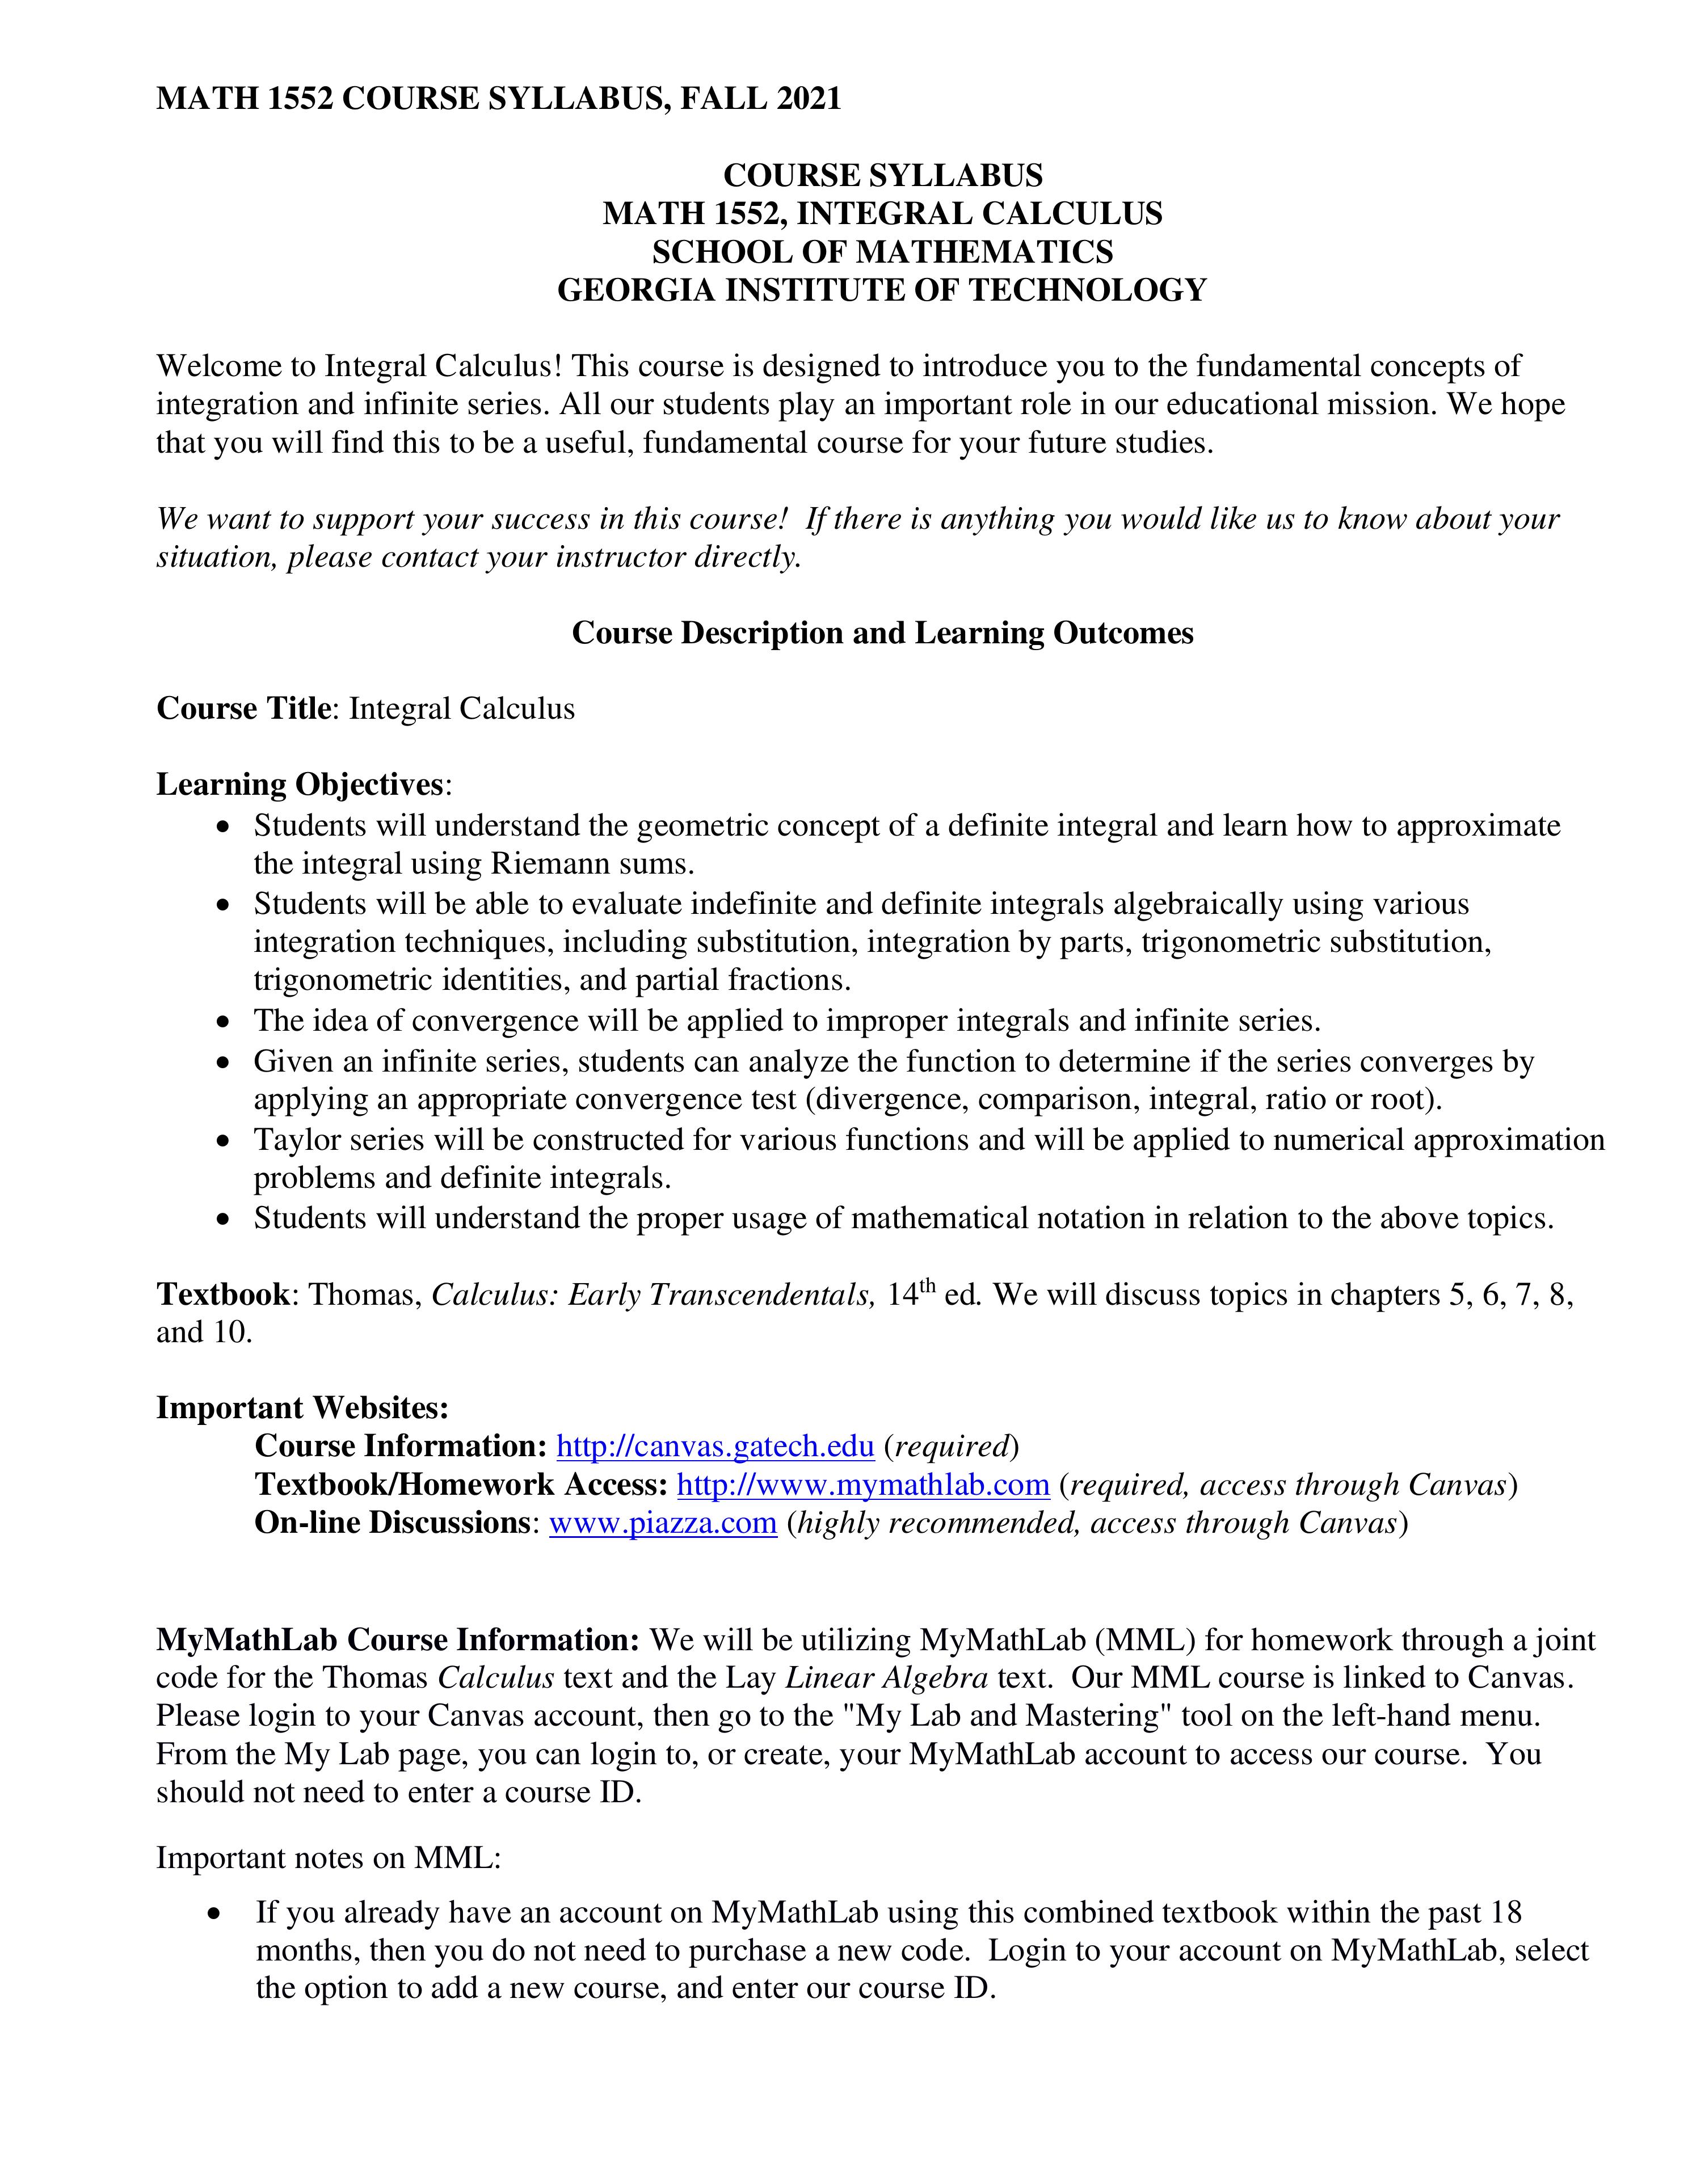 MATH 1552 COURSE SYLLABUS, FALL 2021
COURSE SYLLABUS
MATH 1552, INTEGRAL CALCULUS
SCHOOL OF MATHEMATICS
GEORGIA INSTITUTE OF TECHNOLOGY
Welcome to Integral Calculus! This course is designed to introduce you to the fundamental concepts of
integration and infinite series. All our students play an important role in our educational mission. We hope
that you will find this to be a useful, fundamental course for your future studies.
We want to support your success in this course!  If there is anything you would like us to know about your
situation, please contact your instructor directly.
Course Description and Learning Outcomes
Course Title: Integral Calculus
Learning Objectives:
• Students will understand the geometric concept of a definite integral and learn how to approximate
the integral using Riemann sums.
• Students will be able to evaluate indefinite and definite integrals algebraically using various
integration techniques, including substitution, integration by parts, trigonometric substitution,
trigonometric identities, and partial fractions.
• The idea of convergence will be applied to improper integrals and infinite series.
• Given an infinite series, students can analyze the function to determine if the series converges by
applying an appropriate convergence test (divergence, comparison, integral, ratio or root).
• Taylor series will be constructed for various functions and will be applied to numerical approximation
problems and definite integrals.
• Students will understand the proper usage of mathematical notation in relation to the above topics.
Textbook: Thomas, Calculus: Early Transcendentals, 14th ed. We will discuss topics in chapters 5, 6, 7, 8,
and 10.
Important Websites:
Course Information: http://canvas.gatech.edu (required)
Textbook/Homework Access: http://www.mymathlab.com (required, access through Canvas)
On-line Discussions: www.piazza.com (highly recommended, access through Canvas)
MyMathLab Course Information: We will be utilizing MyMathLab (MML) for homework through a joint
code for the Thomas Calculus text and the Lay Linear Algebra text.  Our MML course is linked to Canvas.
Please login to your Canvas account, then go to the "My Lab and Mastering" tool on the left-hand menu.
From the My Lab page, you can login to, or create, your MyMathLab account to access our course.  You
should not need to enter a course ID.
Important notes on MML:
• If you already have an account on MyMathLab using this combined textbook within the past 18
months, then you do not need to purchase a new code.  Login to your account on MyMathLab, select
the option to add a new course, and enter our course ID.